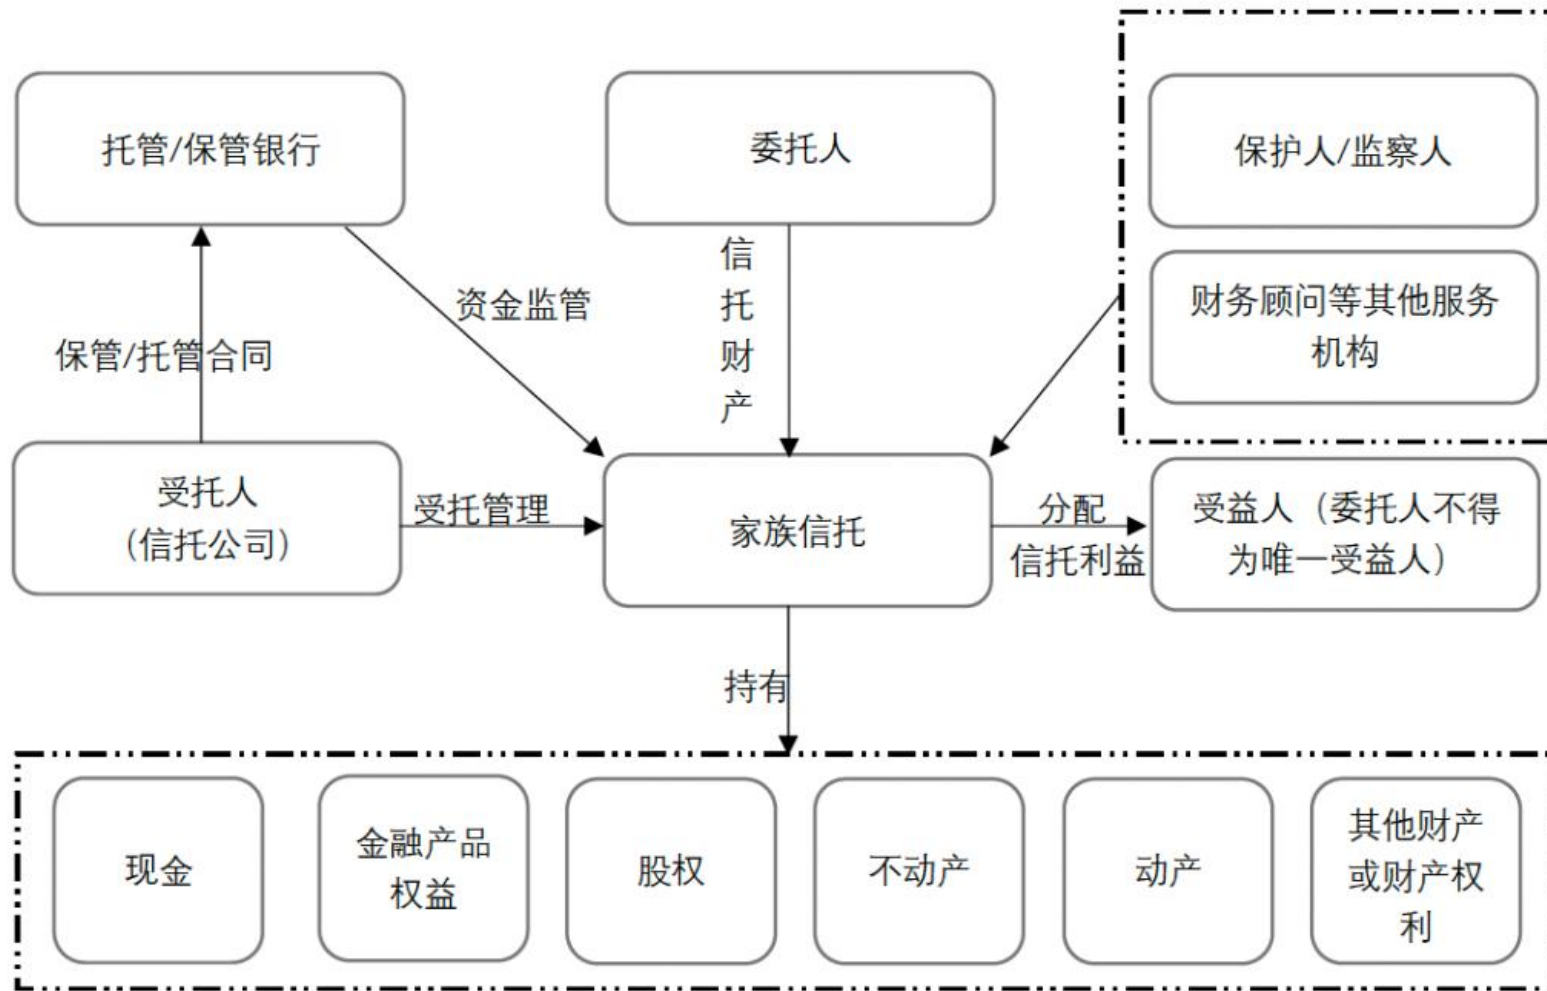 托管/保管银行
委托人
保护人/监察人
信
托
财
产
资金监管
财务顾问等其他服务
机构
保管/托管合同
受托人
（信托公司）
受托管理
家族信托
分配
信托利益
受益人（委托人不得
为唯一受益人）
持有
现金
金融产品
权益
股权
不动产
动产
其他财产
或财产权
利